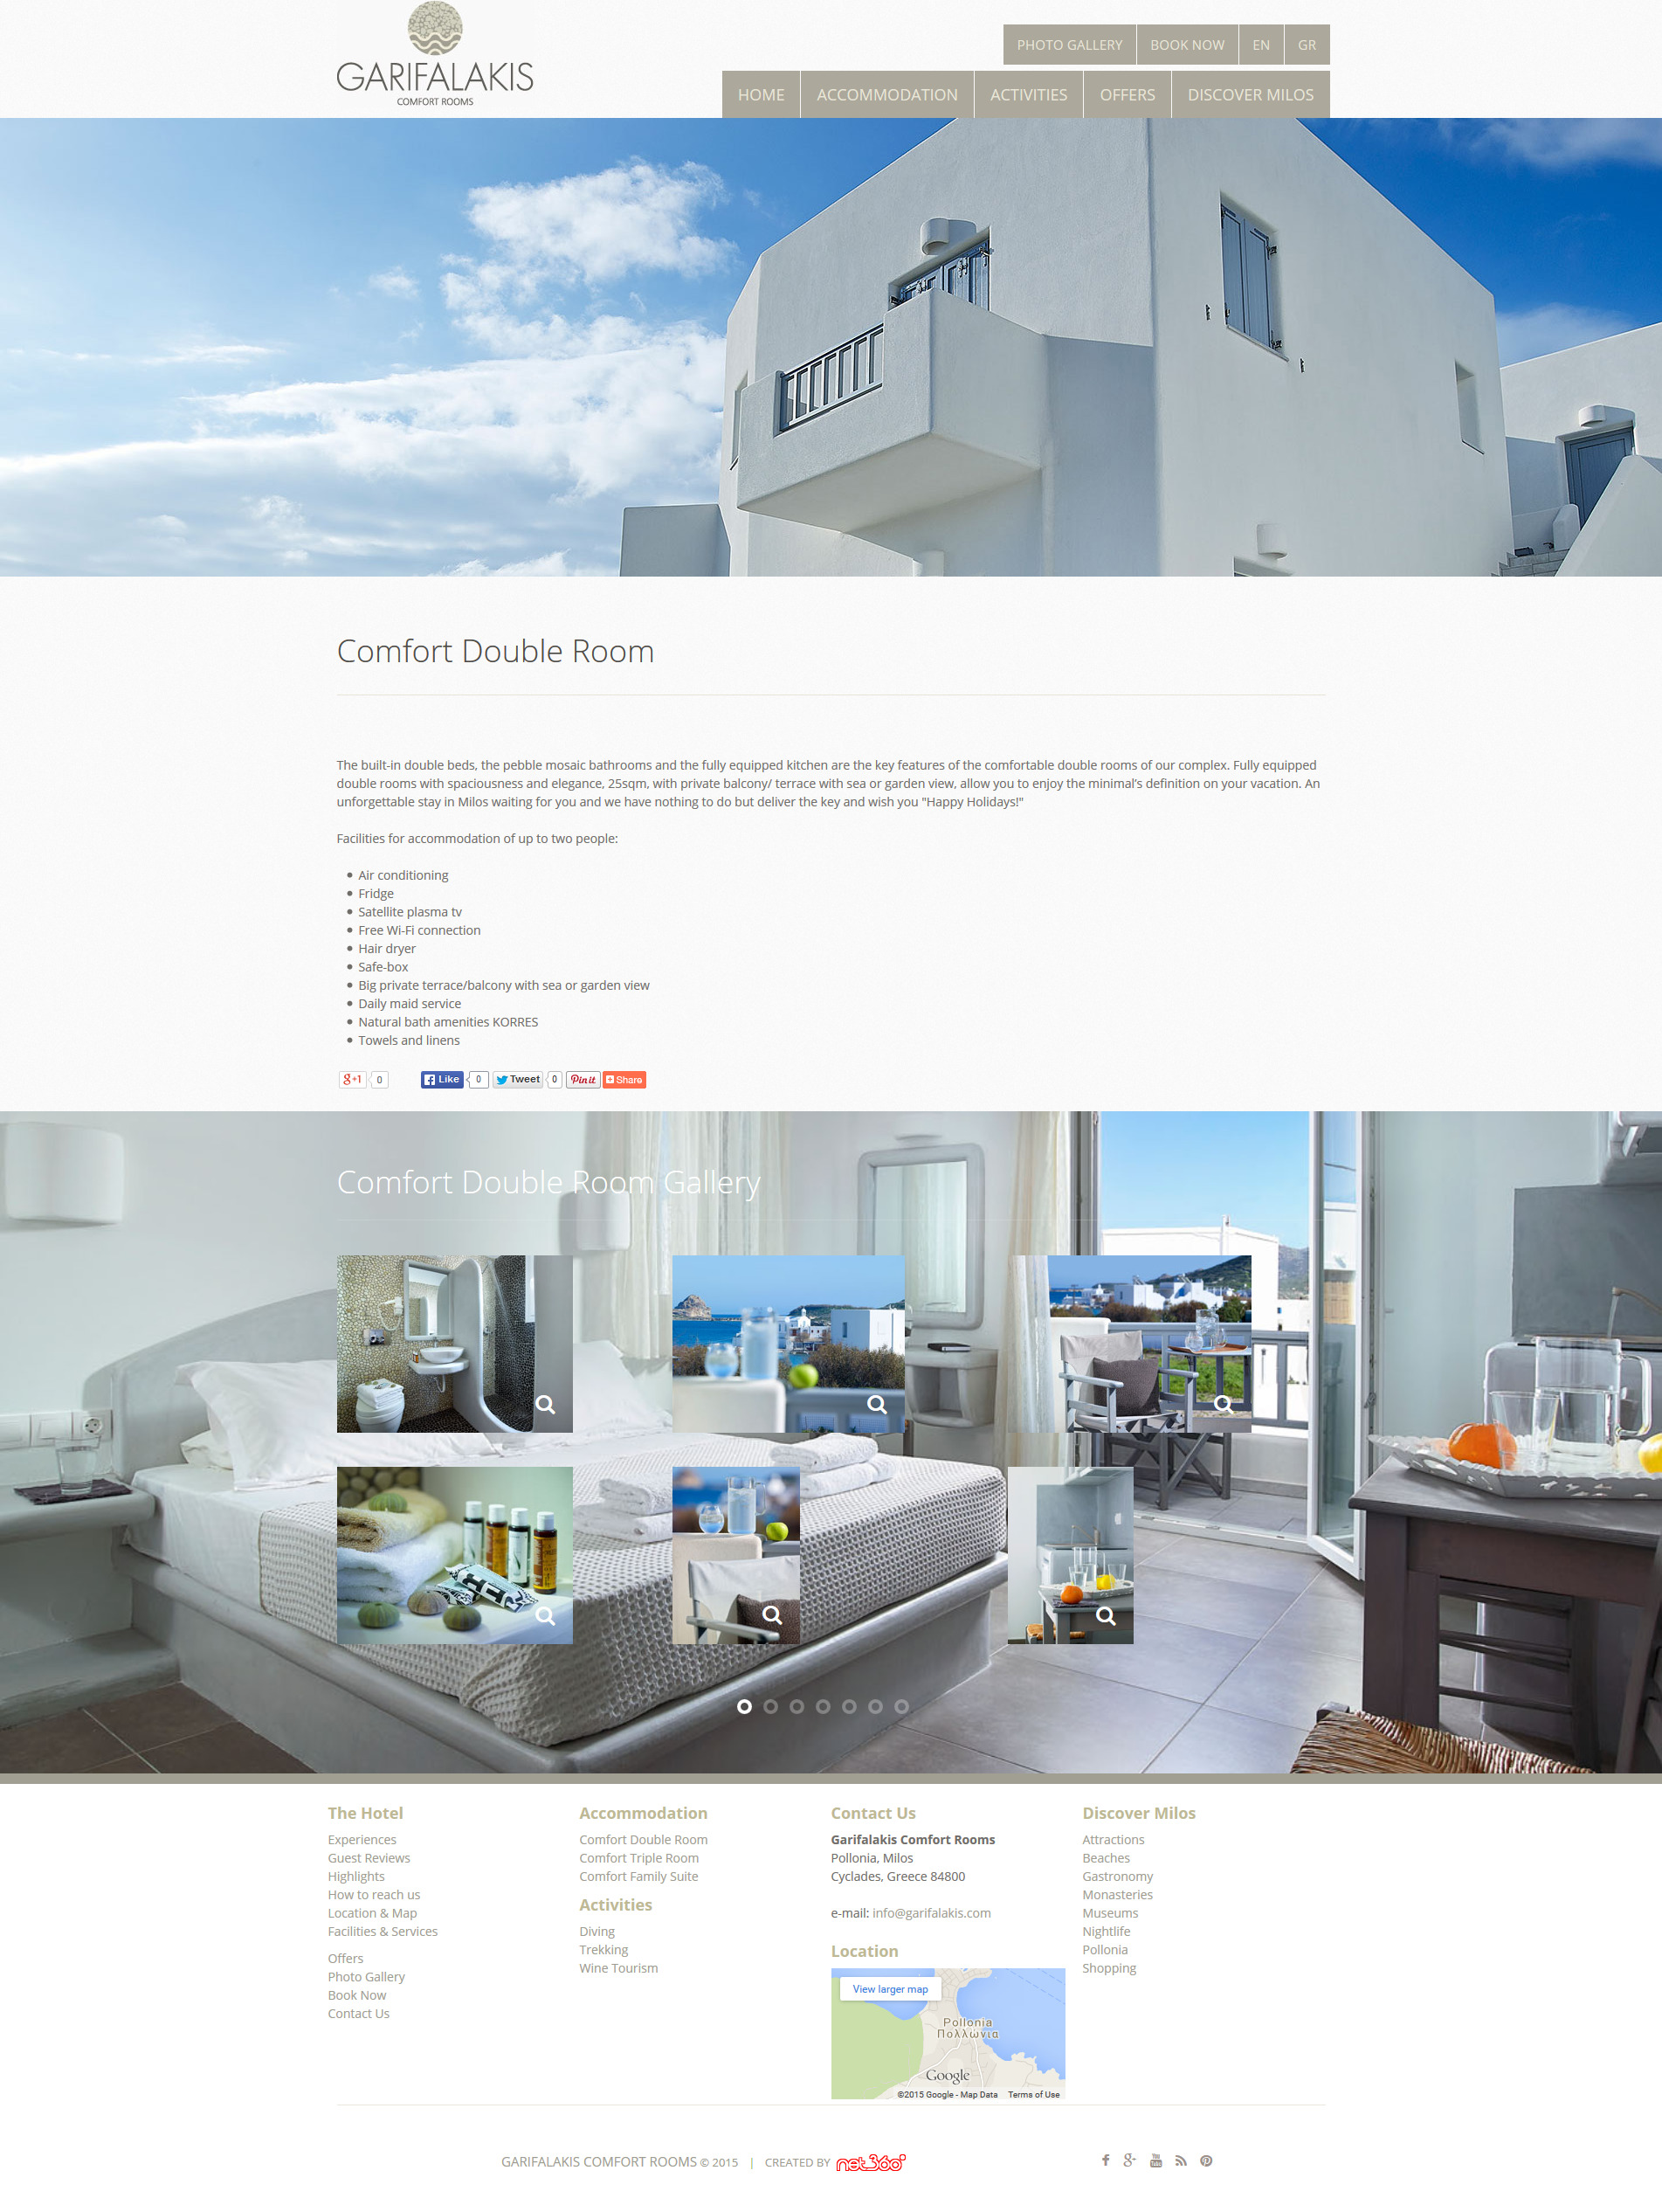 GARIFALAKIS
COMFORT ROOMS
PHOTO GALLERY
BOOK NOW
EN
GR
HOME
ACCOMMODATION
ACTIVITIES
OFFERS
DISCOVER MILOS
Comfort Double Room
The built-in double beds, the pebble mosaic bathrooms and the fully equipped kitchen are the key features of the comfortable double rooms of our complex. Fully equipped
double rooms with spaciousness and elegance, 25sqm, with private balcony/ terrace with sea or garden view, allow you to enjoy the minimal's definition on your vacation. An
unforgettable stay in Milos waiting for you and we have nothing to do but deliver the key and wish you "Happy Holidays!"
Facilities for accommodation of up to two people:
Air conditioning
Fridge
Satellite plasma tv
Free Wi-Fi connection
Hair dryer
Safe-box
Big private terrace/balcony with sea or garden view
Daily maid service
Natural bath amenities KORRES
Towels and linens
g+1 0 Like 0 Tweet 0 Pin it Share
Comfort Double Room Gallery
The Hotel
Experiences
Guest Reviews
Highlights
How to reach us
Location & Map
Facilities & Services
Offers
Photo Gallery
Book Now
Contact Us
Accommodation
Comfort Double Room
Comfort Triple Room
Comfort Family Suite
Activities
Diving
Trekking
Wine Tourism
Contact Us
Garifalakis Comfort Rooms
Pollonia, Milos
Cyclades, Greece 84800
e-mail: info@garifalakis.com
Location
View larger map
Pollonia
Πολλώνια
Google
©2015 Google - Map Data Terms of Use
Discover Milos
Attractions
Beaches
Gastronomy
Monasteries
Museums
Nightlife
Pollonia
Shopping
GARIFALAKIS COMFORT ROOMS © 2015 | CREATED BY net360°